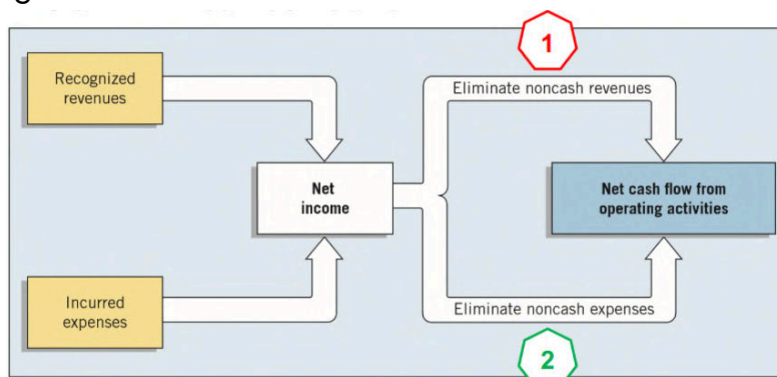 1
Recognized
revenues
Eliminate noncash revenues
Net
income
Net cash flow from
operating activities
Incurred
expenses
Eliminate noncash expenses
2